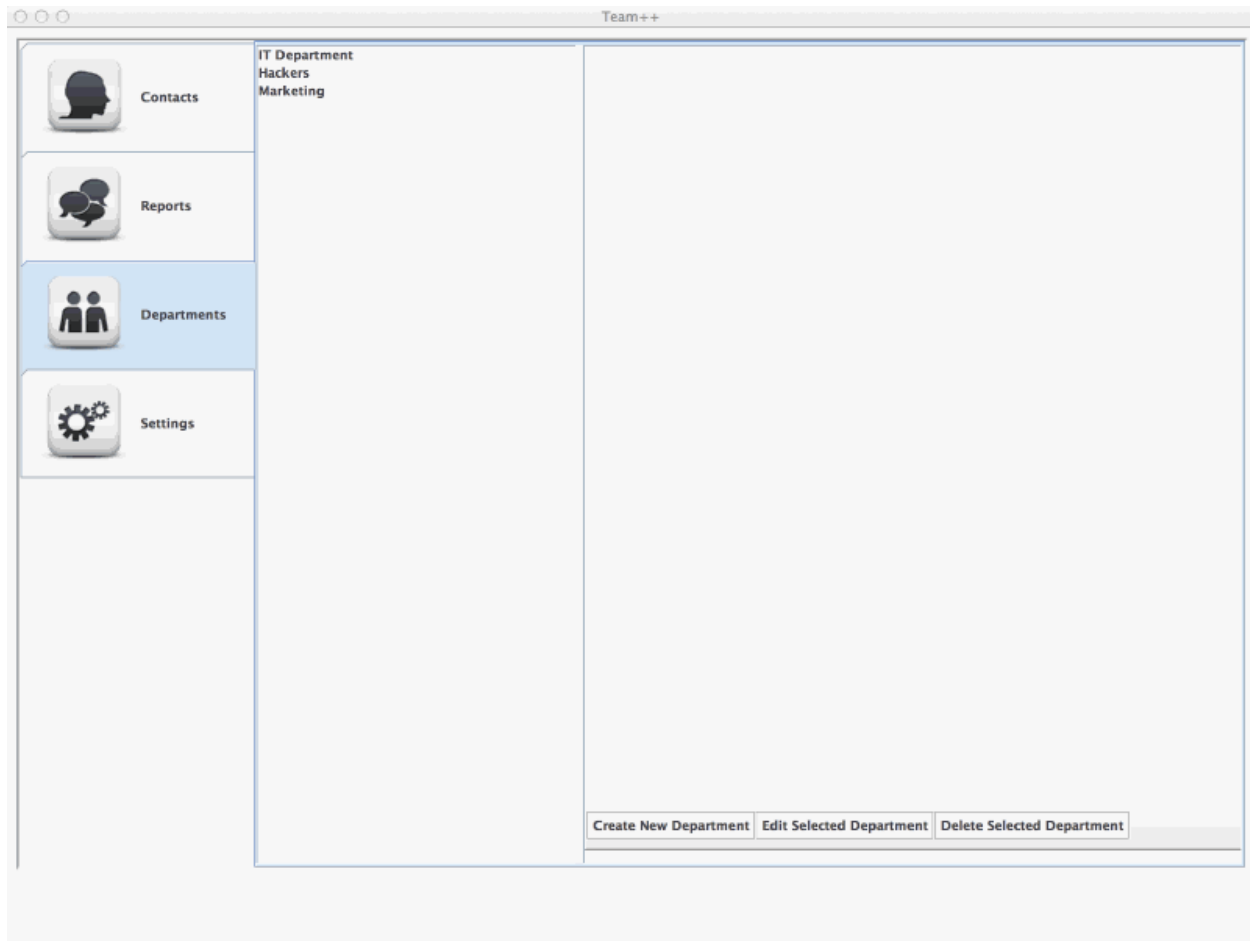 Team++
Contacts
Reports
Departments
Settings
IT Department
Hackers
Marketing
Create New Department Edit Selected Department Delete Selected Department